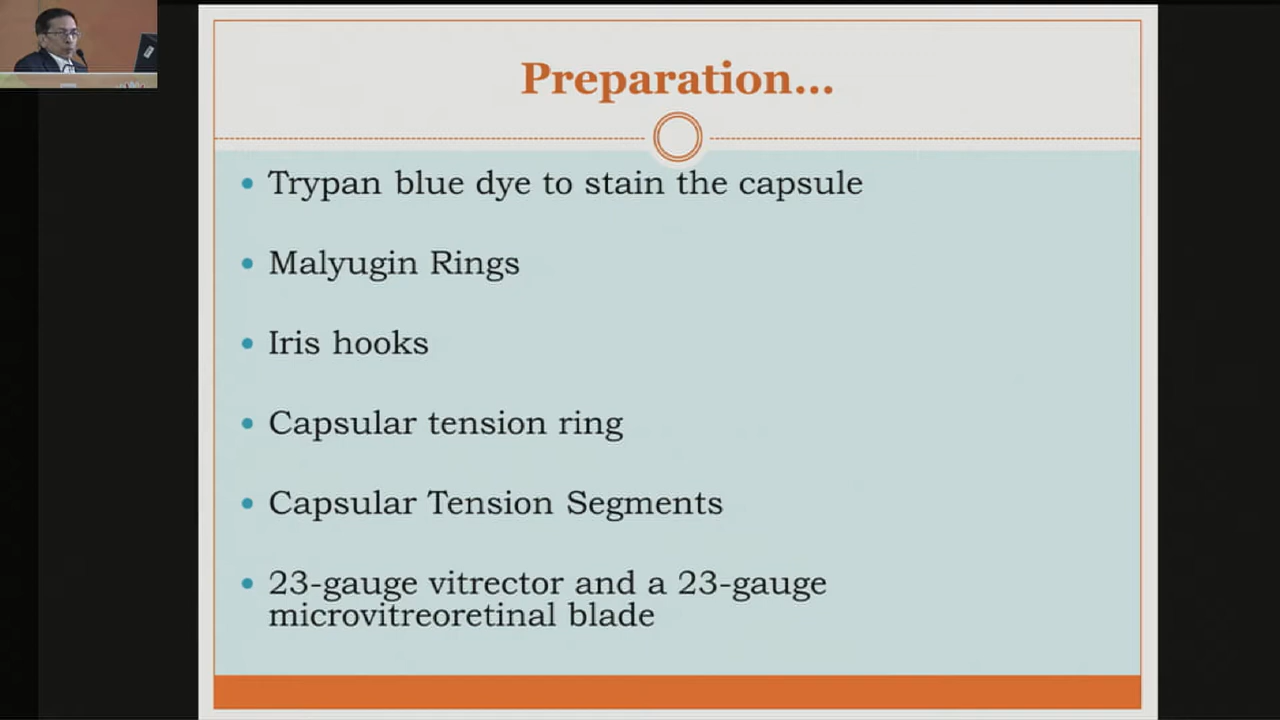 Preparation...
• Trypan blue dye to stain the capsule
• Malyugin Rings
• Iris hooks
• Capsular tension ring
• Capsular Tension Segments
• 23-gauge vitrector and a 23-gauge
microvitreoretinal blade